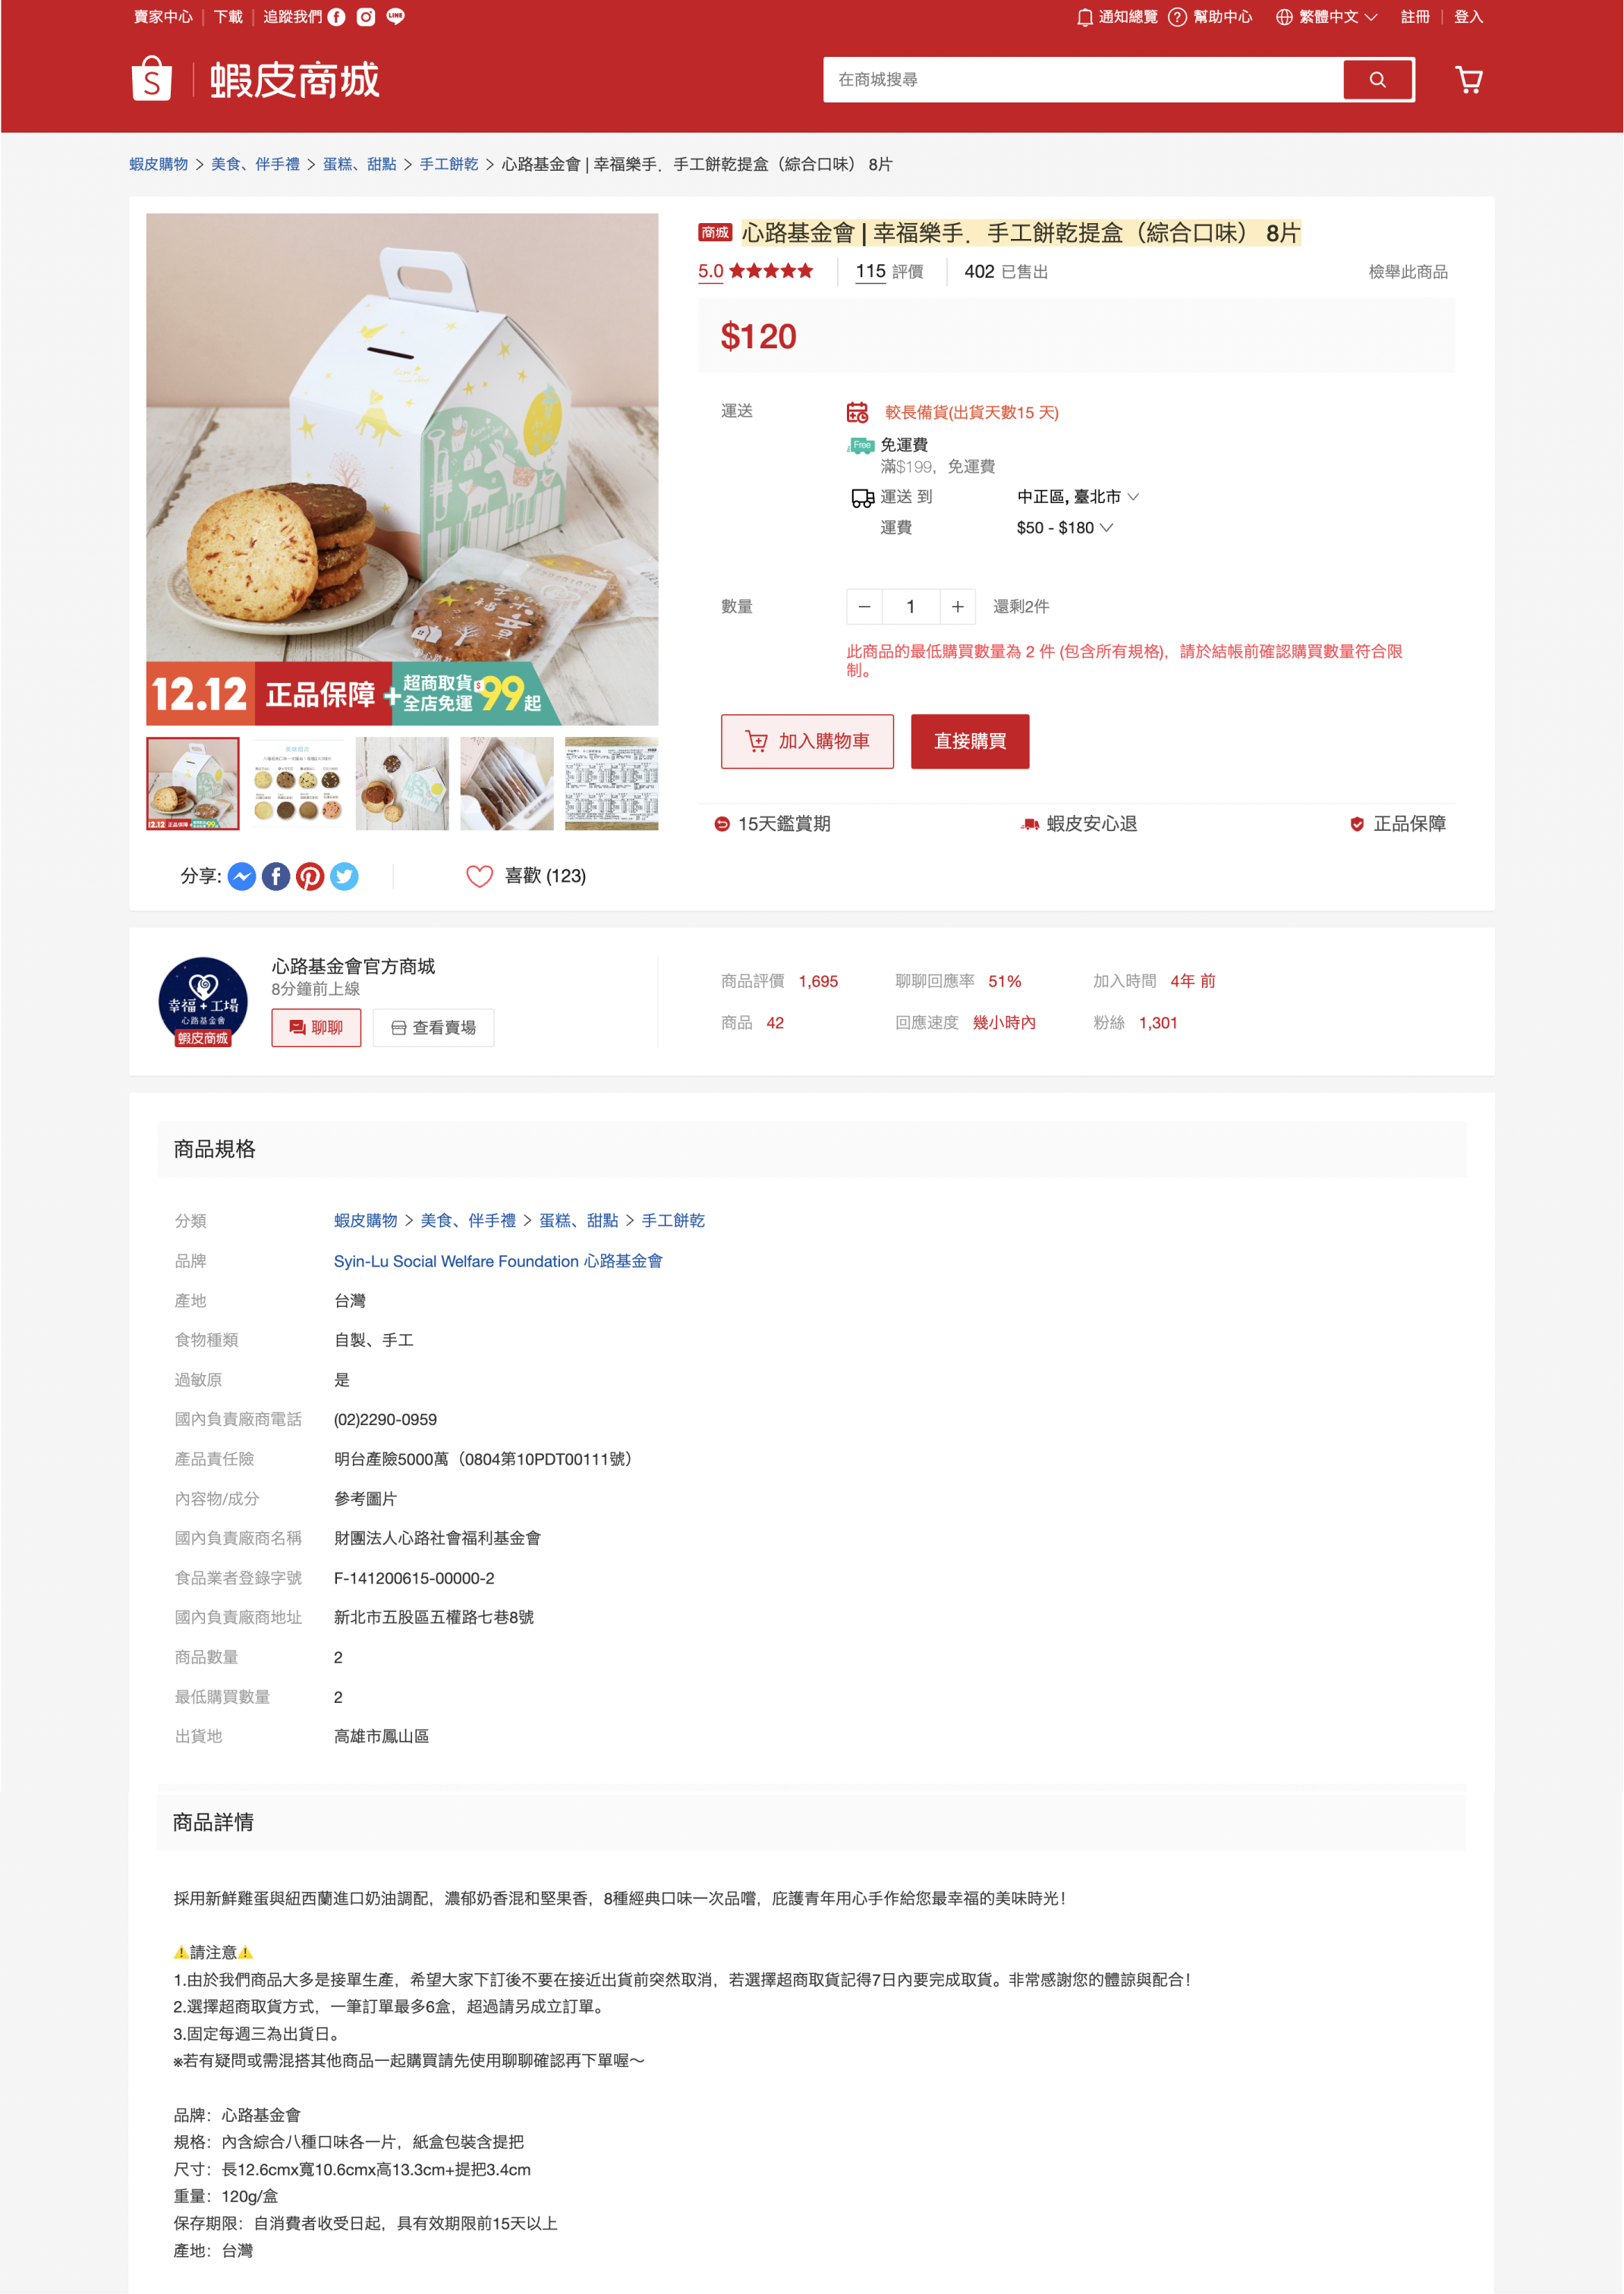 賣家中心 下載 追蹤我們
通知總覽 幫助中心 繁體中文 註冊 登入
蝦皮商城
在商城搜尋
蝦皮購物 > 美食、伴手禮 > 蛋糕、甜點 > 手工餅乾 > 心路基金會 | 幸福樂手．手工餅乾提盒（綜合口味） 8片
商城 心路基金會 | 幸福樂手．手工餅乾提盒（綜合口味） 8片
5.0 115 評價 402 已售出 檢舉此商品
$120
運送 較長備貨(出貨天數15 天)
Free 免運費
滿$199，免運費
運送 到 中正區, 臺北市
運費 $50 - $180
數量 1 還剩2件
此商品的最低購買數量為 2 件 (包含所有規格)，請於結帳前確認購買數量符合限
制。
加入購物車 直接購買
15天鑑賞期 蝦皮安心退 正品保障
12.12 正品保障 + 超商取貨 $99起
全店免運
分享: 喜歡 (123)
幸福+工場
心路基金會
蝦皮商城
心路基金會官方商城
8分鐘前上線
聊聊 查看賣場
商品評價 1,695 聊聊回應率 51% 加入時間 4年 前
商品 42 回應速度 幾小時內 粉絲 1,301
商品規格
分類 蝦皮購物 > 美食、伴手禮 > 蛋糕、甜點 > 手工餅乾
品牌 Syin-Lu Social Welfare Foundation 心路基金會
產地 台灣
食物種類 自製、手工
過敏原 是
國內負責廠商電話 (02)2290-0959
產品責任險 明台產險5000萬（0804第10PDT00111號）
內容物/成分 參考圖片
國內負責廠商名稱 財團法人心路社會福利基金會
食品業者登錄字號 F-141200615-00000-2
國內負責廠商地址 新北市五股區五權路七巷8號
商品數量 2
最低購買數量 2
出貨地 高雄市鳳山區
商品詳情
採用新鮮雞蛋與紐西蘭進口奶油調配，濃郁奶香混和堅果香，8種經典口味一次品嚐，庇護青年用心手作給您最幸福的美味時光！
⚠️請注意⚠️
1.由於我們商品大多是接單生產，希望大家下訂後不要在接近出貨前突然取消，若選擇超商取貨記得7日內要完成取貨。非常感謝您的體諒與配合！
2.選擇超商取貨方式，一筆訂單最多6盒，超過請另成立訂單。
3.固定每週三為出貨日。
※若有疑問或需混搭其他商品一起購買請先使用聊聊確認再下單喔～
品牌：心路基金會
規格：內含綜合八種口味各一片，紙盒包裝含提把
尺寸：長12.6cmx寬10.6cmx高13.3cm+提把3.4cm
重量：120g/盒
保存期限：自消費者收受日起，具有效期限前15天以上
產地：台灣